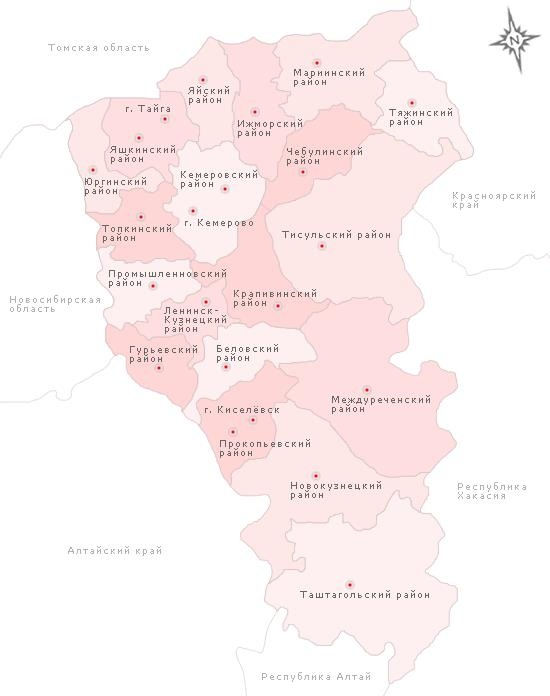 N
Томская область
Мариинский
район
Яйский
район
г. Тайга
Тяжинский
район
Ижморский
район
Яшкинский
район
Чебулинский
район
Юргинский
район
Кемеровский
район
Красноярский
край
г. Кемерово
Топкинский
район
Тисульский район
Промышленновский
район
Крапивинский
район
Новосибирская
область
Ленинск-
Кузнецкий
район
Гурьевский
район
Беловский
район
Междуреченский
район
г. Киселёвск
Прокопьевский
район
Новокузнецкий
район
Республика
Хакасия
Алтайский край
Таштагольский район
Республика Алтай